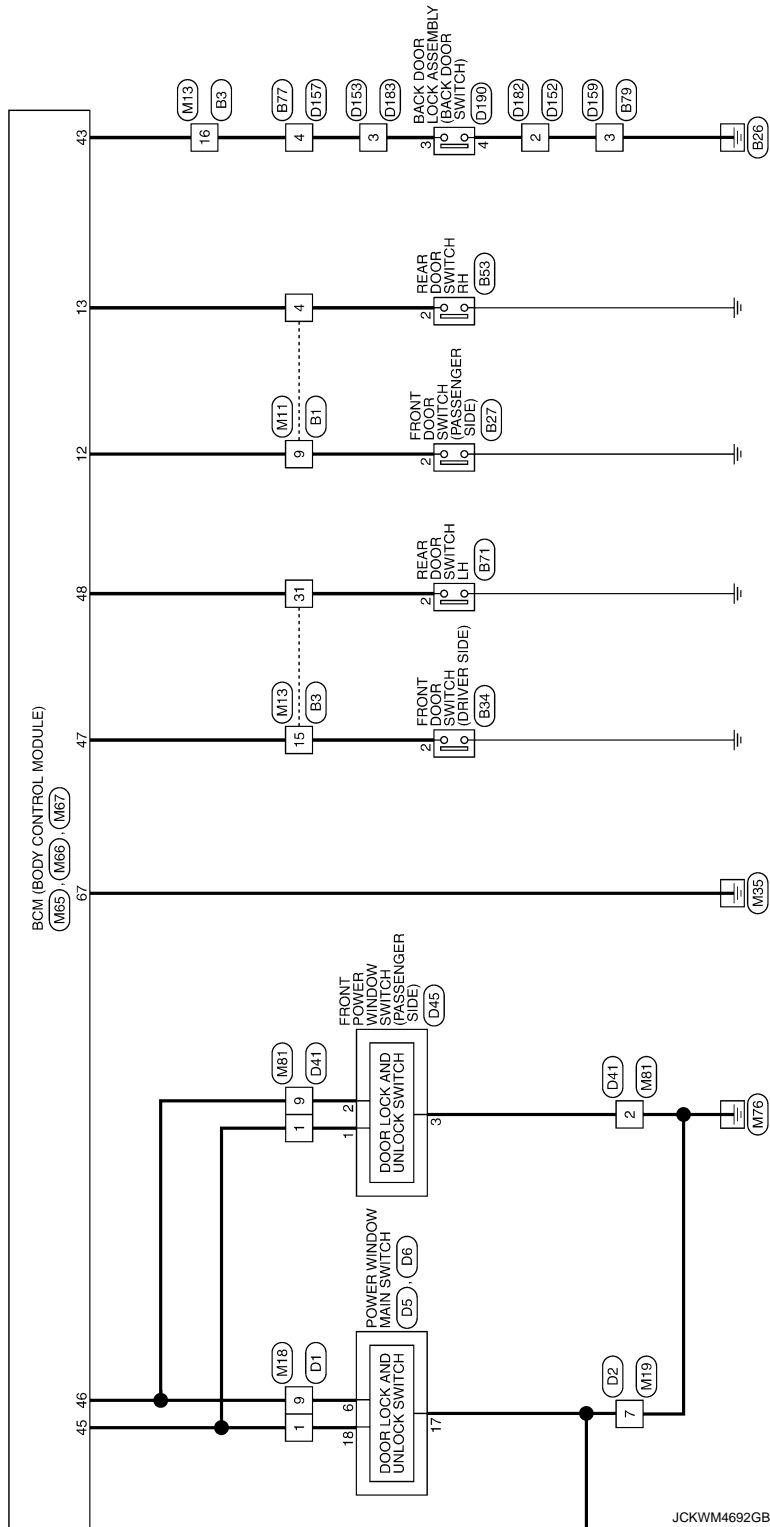 BCM (BODY CONTROL MODULE)
M65 , M66 , M67
45
46
67
47
48
12
13
43
M13
B3
16
B77
D157
4
D153
D183
3
BACK DOOR
LOCK ASSEMBLY
(BACK DOOR
SWITCH)
D190
3
4
D182
D152
2
D159
B79
3
B26
4
REAR
DOOR
SWITCH
RH
B53
2
M11
B1
9
FRONT
DOOR
SWITCH
(PASSENGER
SIDE)
B27
2
31
REAR
DOOR
SWITCH
LH
B71
2
M13
B3
15
FRONT
DOOR
SWITCH
(DRIVER SIDE)
B34
2
M35
M81
D41
1
9
FRONT
POWER
WINDOW
SWITCH
(PASSENGER
SIDE)
D45
1
2
DOOR LOCK AND
UNLOCK SWITCH
3
D41
M81
2
M76
M18
D1
1
9
POWER WINDOW
MAIN SWITCH
D5 , D6
18
6
DOOR LOCK AND
UNLOCK SWITCH
17
D2
M19
7
JCKWM4692GB